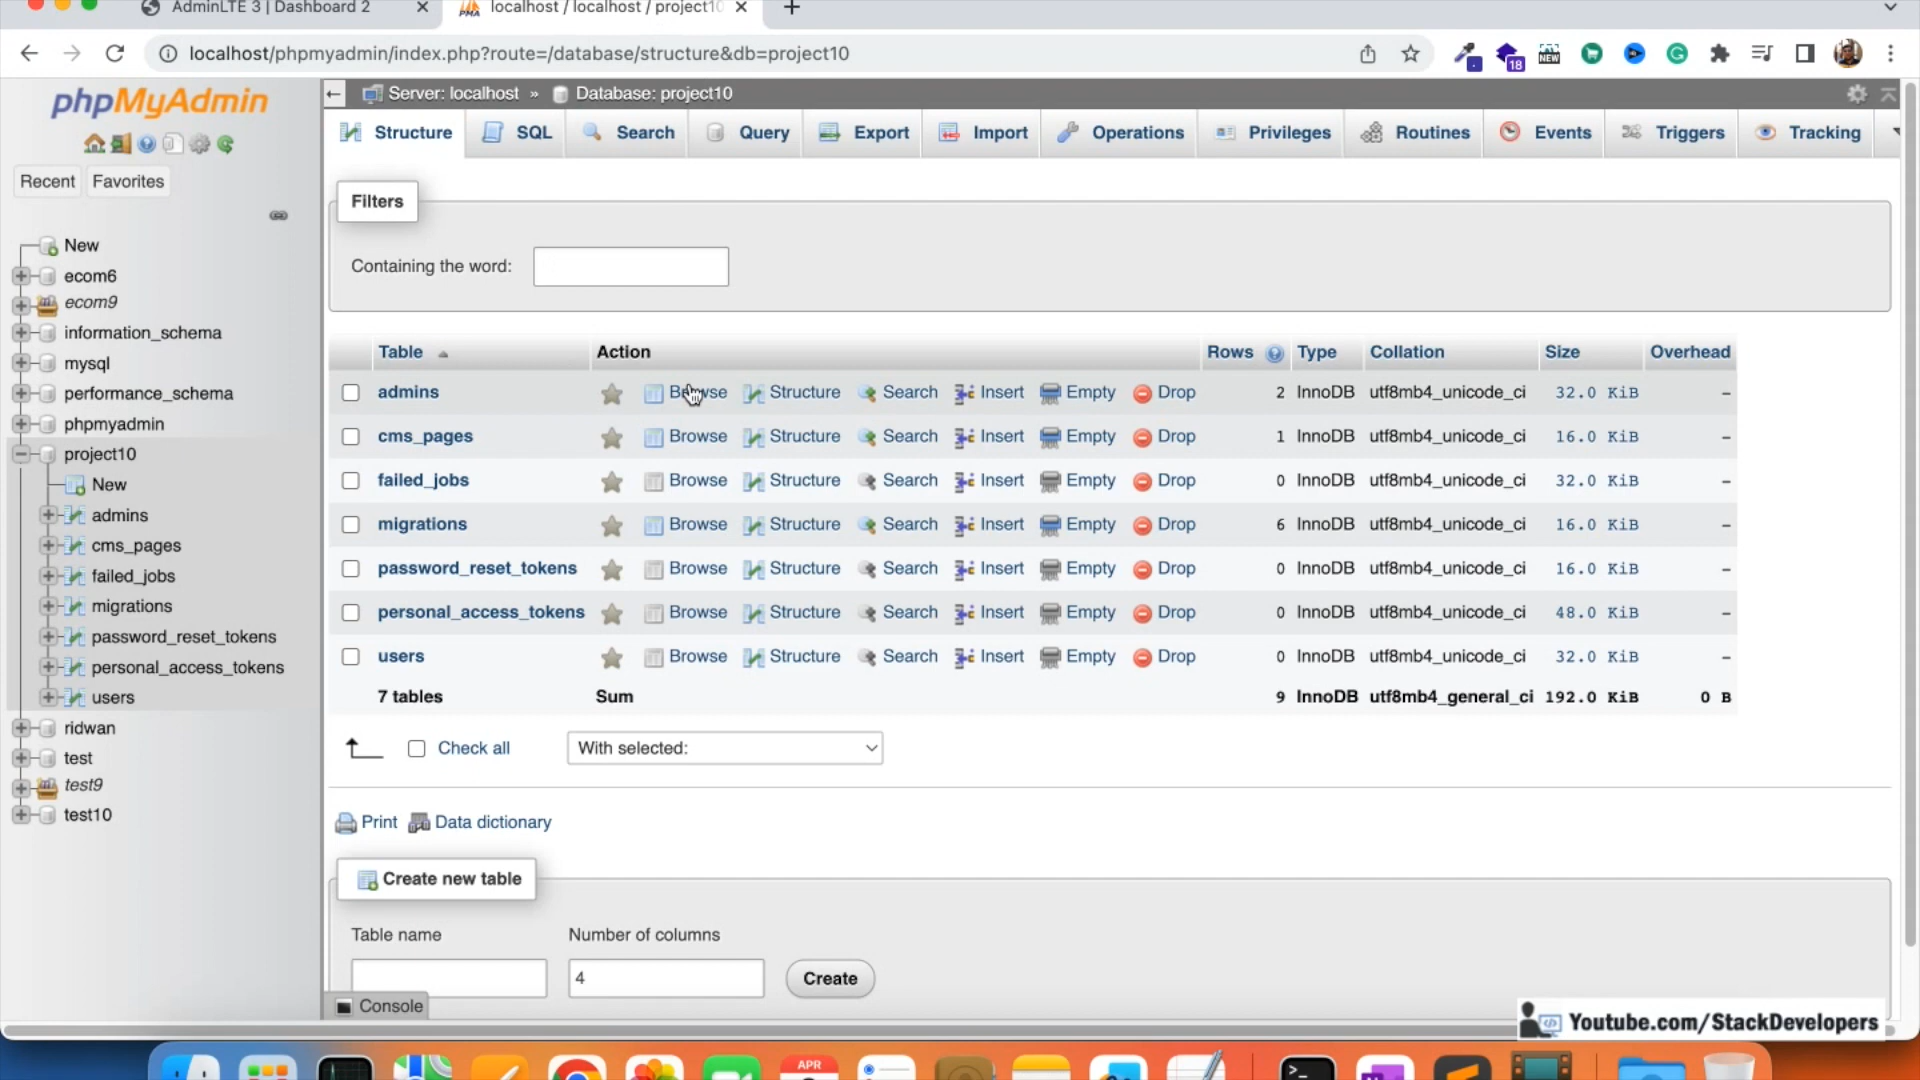 AdminLTE 3 | Dashboard 2
localhost / localhost / project10
localhost/phpmyadmin/index.php?route=/database/structure&db=project10
18
NEW
phpMyAdmin
Recent
Favorites
New
ecom6
ecom9
information_schema
mysql
performance_schema
phpmyadmin
project10
New
admins
cms_pages
failed_jobs
migrations
password_reset_tokens
personal_access_tokens
users
ridwan
test
test9
test10
Server: localhost » Database: project10
Structure SQL Search Query Export Import Operations Privileges Routines Events Triggers Tracking
Filters
Containing the word:
Table Action Rows Type Collation Size Overhead
admins Browse Structure Search Insert Empty Drop 2 InnoDB utf8mb4_unicode_ci 32.0 KiB –
cms_pages Browse Structure Search Insert Empty Drop 1 InnoDB utf8mb4_unicode_ci 16.0 KiB –
failed_jobs Browse Structure Search Insert Empty Drop 0 InnoDB utf8mb4_unicode_ci 32.0 KiB –
migrations Browse Structure Search Insert Empty Drop 6 InnoDB utf8mb4_unicode_ci 16.0 KiB –
password_reset_tokens Browse Structure Search Insert Empty Drop 0 InnoDB utf8mb4_unicode_ci 16.0 KiB –
personal_access_tokens Browse Structure Search Insert Empty Drop 0 InnoDB utf8mb4_unicode_ci 48.0 KiB –
users Browse Structure Search Insert Empty Drop 0 InnoDB utf8mb4_unicode_ci 32.0 KiB –
7 tables Sum 9 InnoDB utf8mb4_general_ci 192.0 KiB 0 B
Check all With selected:
Print Data dictionary
Create new table
Table name Number of columns
4 Create
Console
Youtube.com/StackDevelopers
APR